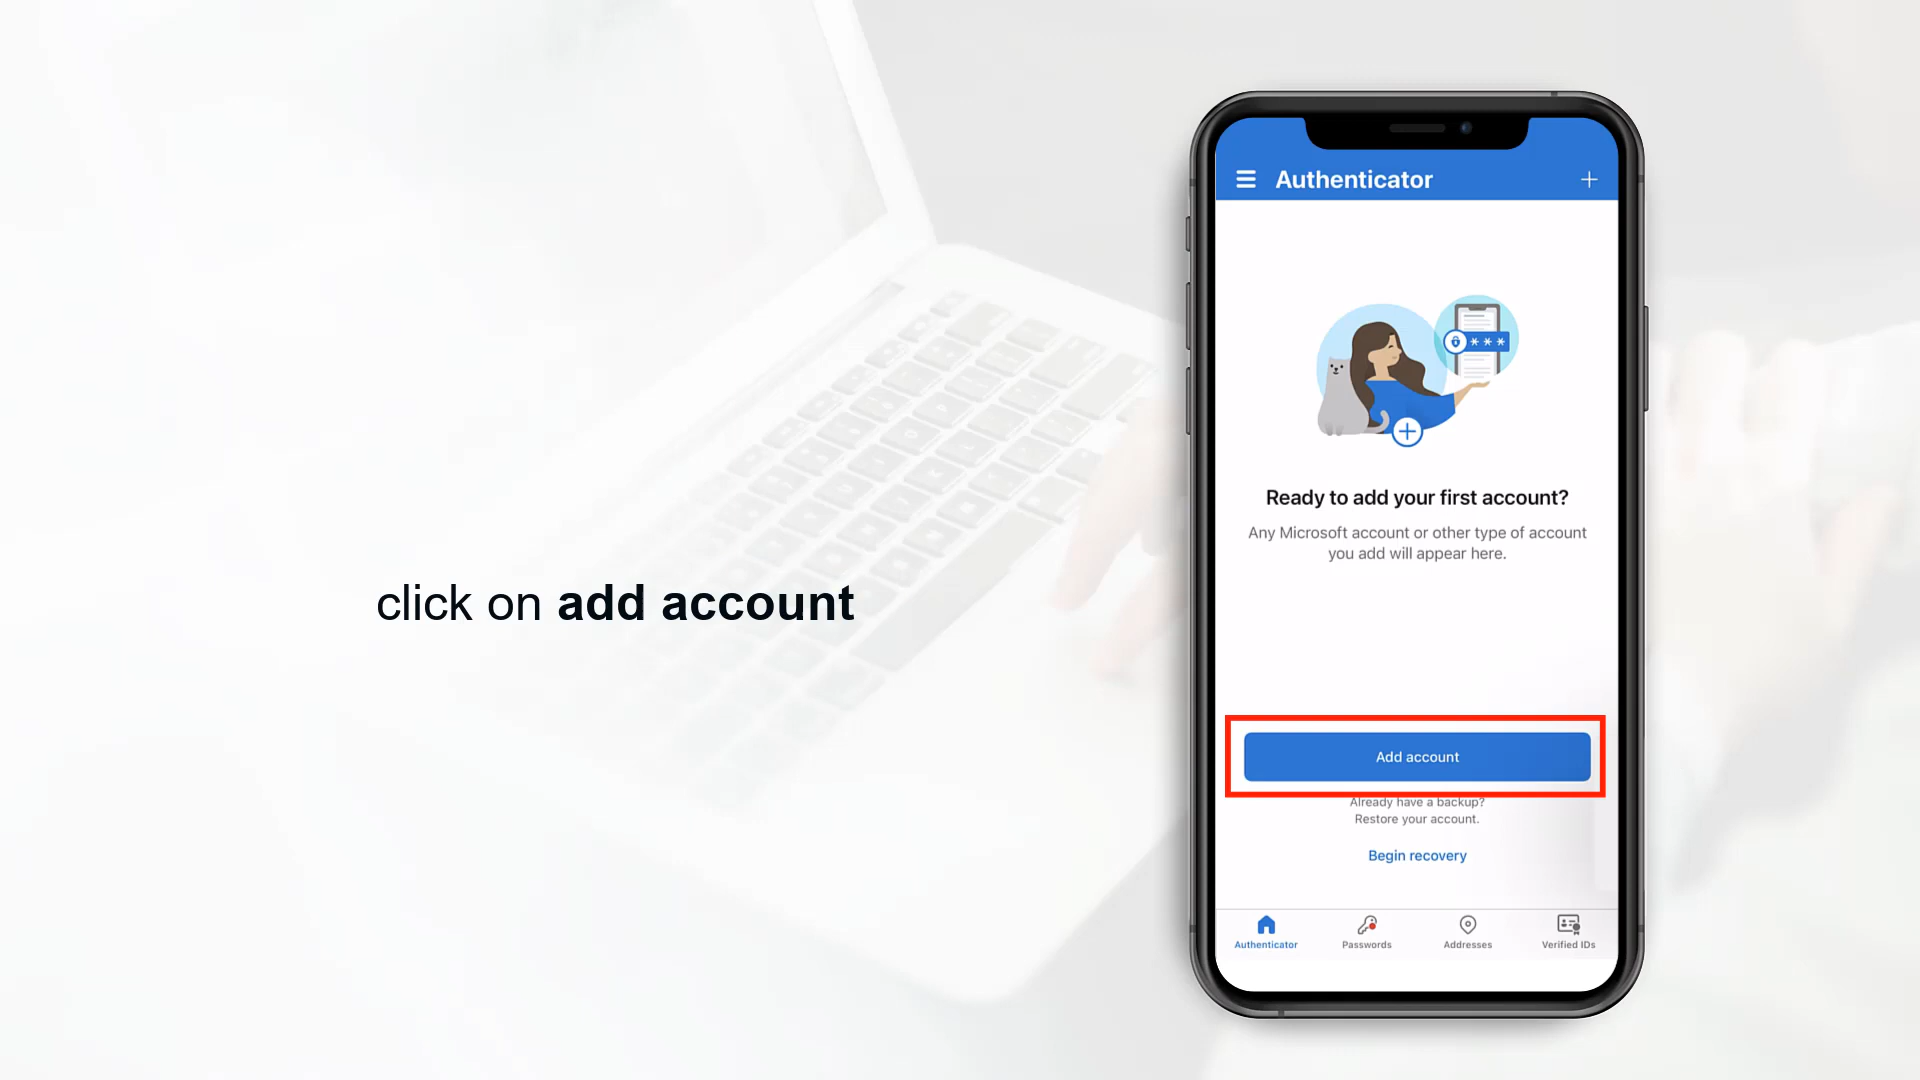 click on add account
Authenticator
***
Ready to add your first account?
Any Microsoft account or other type of account
you add will appear here.
Add account
Already have a backup?
Restore your account.
Begin recovery
Authenticator
Passwords
Addresses
Verified IDs